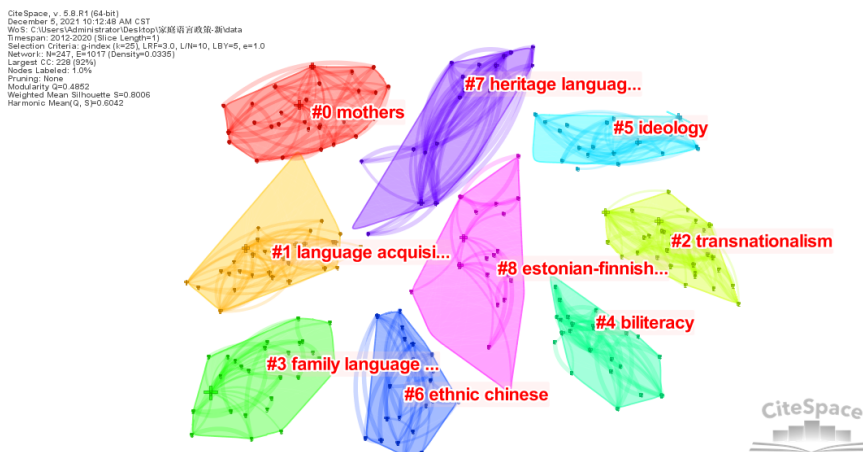 CiteSpace, v. 5.8.R1 (64-bit)
December 5, 2021 10:12:48 AM CST
WoS: C:\Users\Administrator\Desktop\家庭语言政策-新\data
Timespan: 2012-2020 (Slice Length=1)
Selection Criteria: g-index (k=25), LRF=3.0, L/N=10, LBY=5, e=1.0
Network: N=247, E=1017 (Density=0.0335)
Largest CC: 228 (92%)
Nodes Labeled: 1.0%
Pruning: None
Modularity Q=0.4852
Weighted Mean Silhouette S=0.8006
Harmonic Mean(Q, S)=0.6042
#7 heritage languag...
#0 mothers
#5 ideology
#2 transnationalism
#1 language acquisi...
#8 estonian-finnish...
#4 biliteracy
#3 family language ...
#6 ethnic chinese
CiteSpace